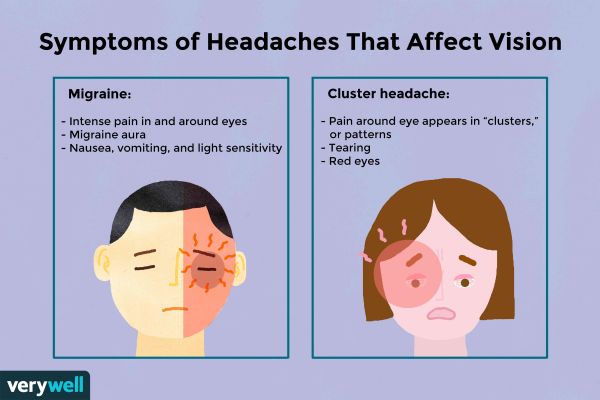 Symptoms of Headaches That Affect Vision
Migraine:
- Intense pain in and around eyes
- Migraine aura
- Nausea, vomiting, and light sensitivity
Cluster headache:
- Pain around eye appears in “clusters,”
or patterns
- Tearing
- Red eyes
verywell